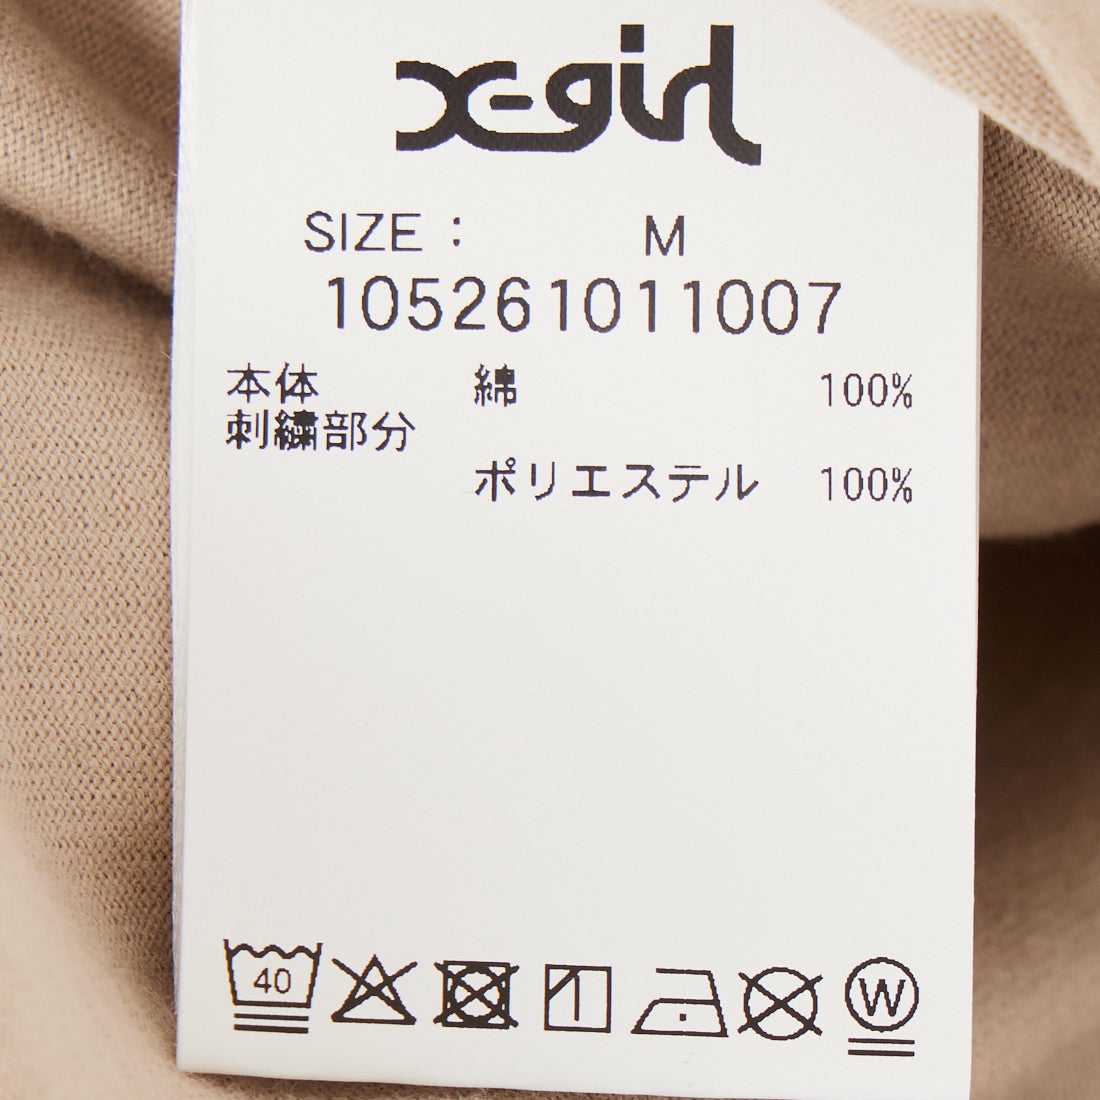 x-girl
SIZE : M
105261011007
本体 綿 100%
刺繍部分
ポリエステル 100%
40
W